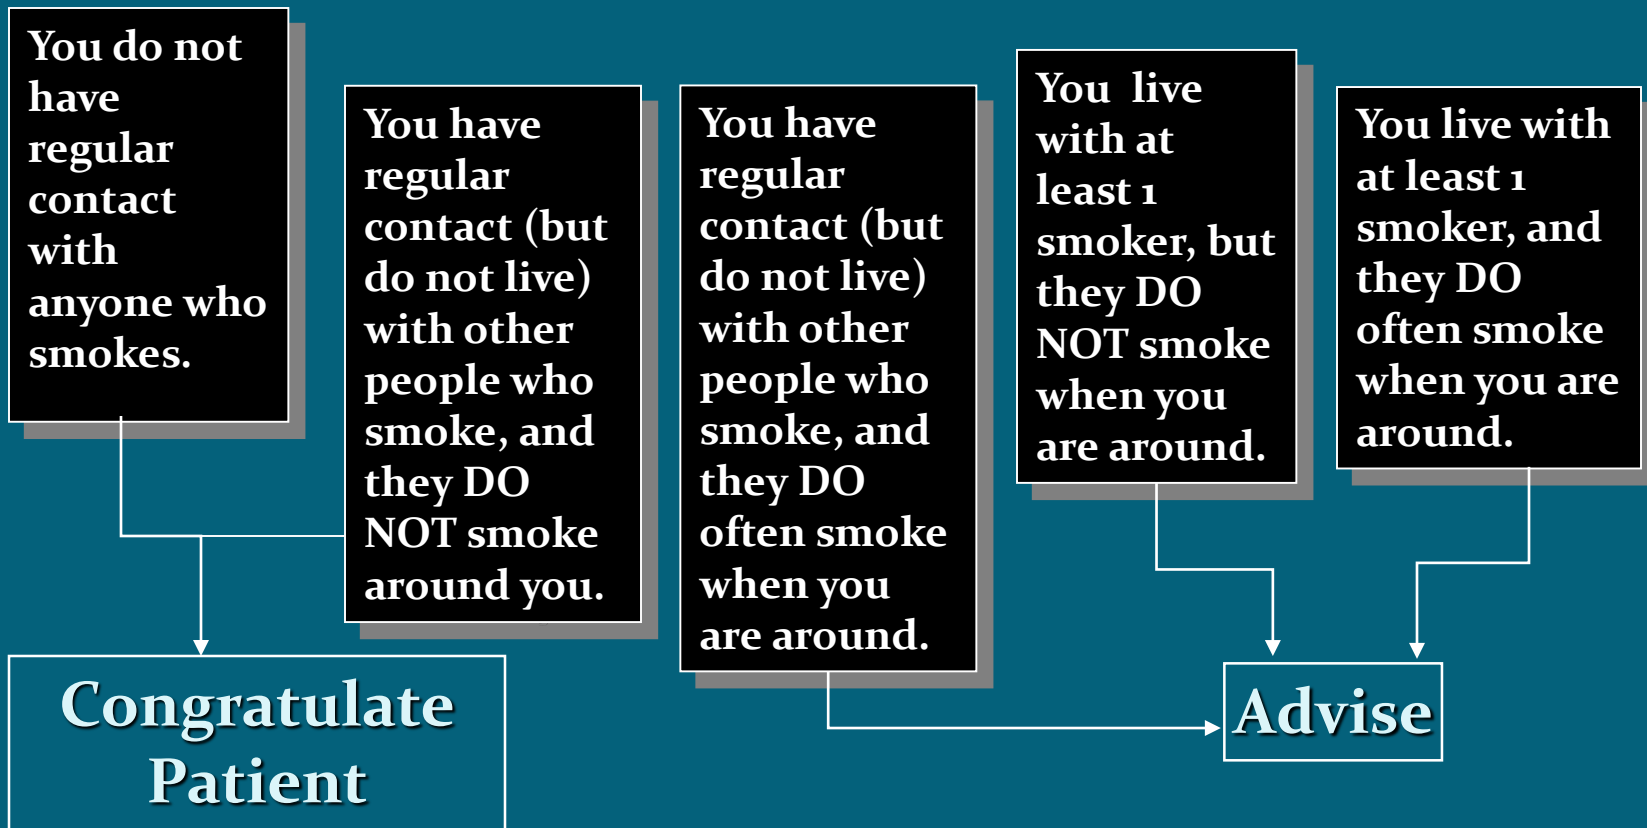 You do not
have
regular
contact
with
anyone who
smokes.
You have
regular
contact (but
do not live)
with other
people who
smoke, and
they DO
NOT smoke
around you.
You have
regular
contact (but
do not live)
with other
people who
smoke, and
they DO
often smoke
when you
are around.
You live
with at
least 1
smoker, but
they DO
NOT smoke
when you
are around.
You live with
at least 1
smoker, and
they DO
often smoke
when you are
around.
Congratulate
Patient
Advise